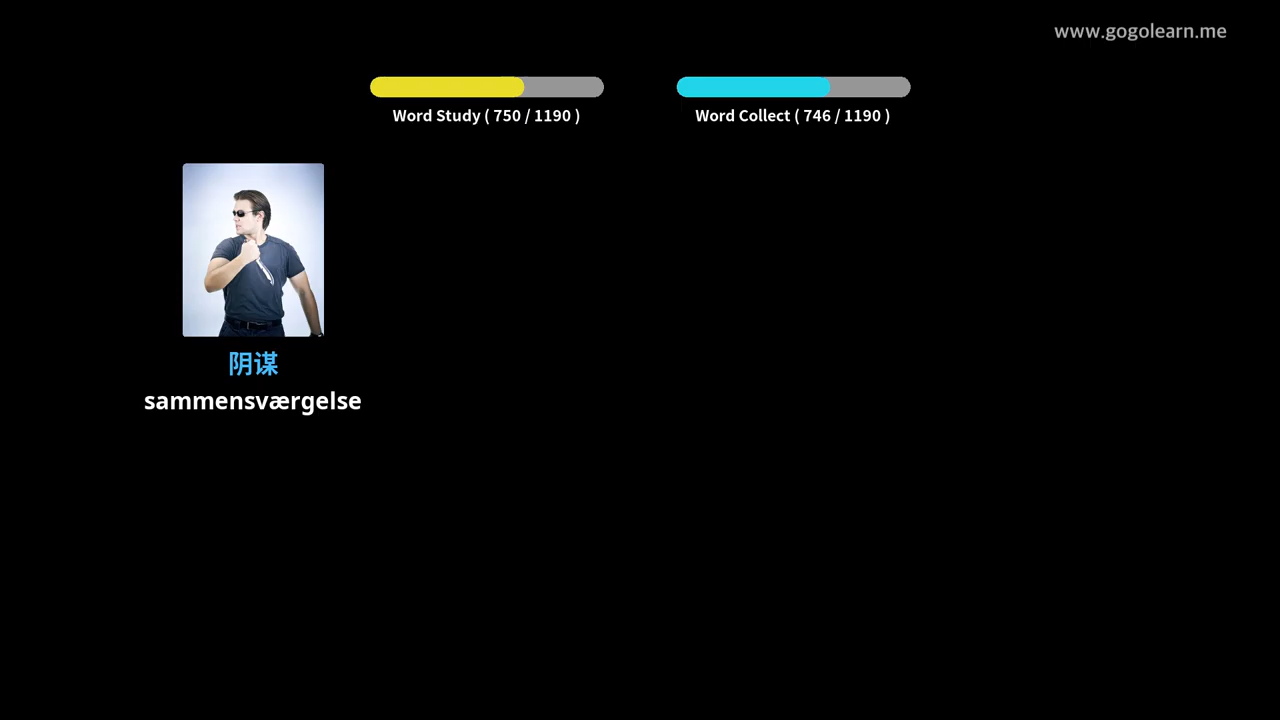 www.gogolearn.me
Word Study ( 750 / 1190 )
Word Collect ( 746 / 1190 )
阴谋
sammensværgelse